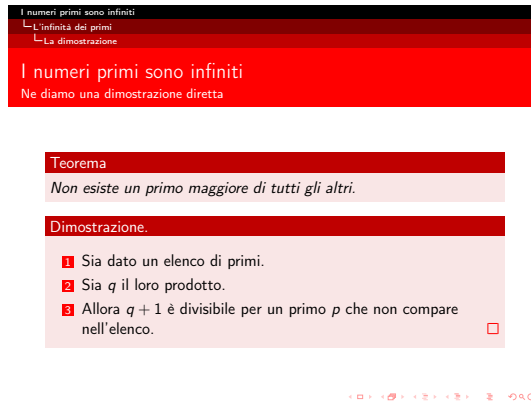 I numeri primi sono infiniti
L'infinità dei primi
La dimostrazione
I numeri primi sono infiniti
Ne diamo una dimostrazione diretta
Teorema
Non esiste un primo maggiore di tutti gli altri.
Dimostrazione.
1 Sia dato un elenco di primi.
2 Sia q il loro prodotto.
3 Allora q + 1 è divisibile per un primo p che non compare
nell'elenco.